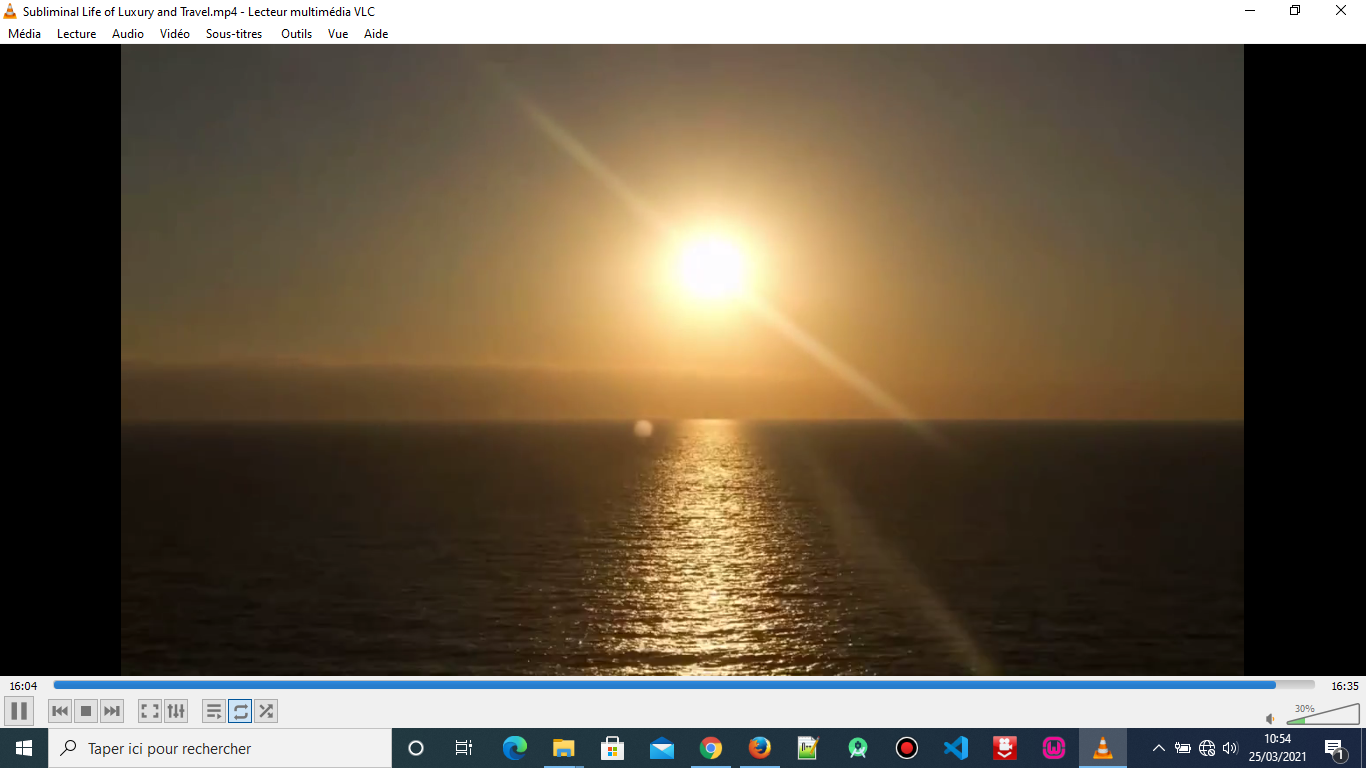 Subliminal Life of Luxury and Travel.mp4 - Lecteur multimédia VLC
Média Lecture Audio Vidéo Sous-titres Outils Vue Aide
16:04 16:35
30%
Taper ici pour rechercher
10:54
25/03/2021
1